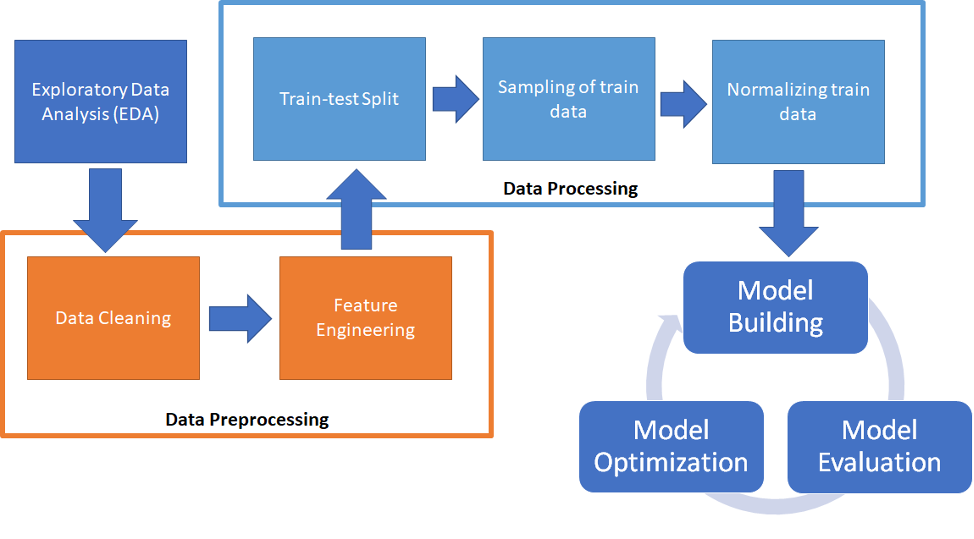 Exploratory Data
Analysis (EDA)
Train-test Split
Sampling of train
data
Normalizing train
data
Data Processing
Data Cleaning
Feature
Engineering
Data Preprocessing
Model
Building
Model
Optimization
Model
Evaluation